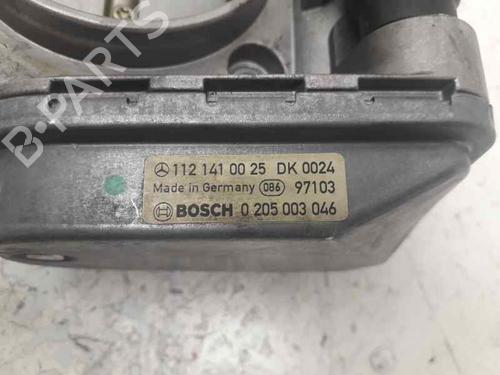 B-PARTS
112 141 00 25 DK 0024
Made in Germany 086 97103
BOSCH 0 205 003 046